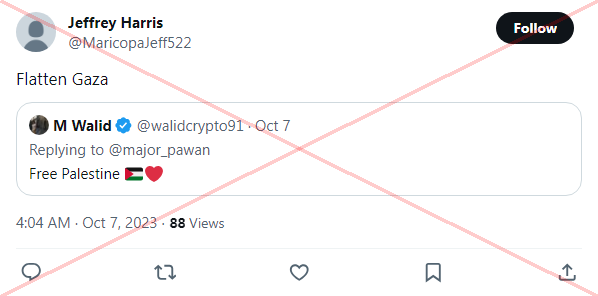 Jeffrey Harris
@MaricopaJeff522
Follow
Flatten Gaza
M Walid @walidcrypto91 · Oct 7
Replying to @major_pawan
Free Palestine 🇵🇸❤️
4:04 AM · Oct 7, 2023 · 88 Views